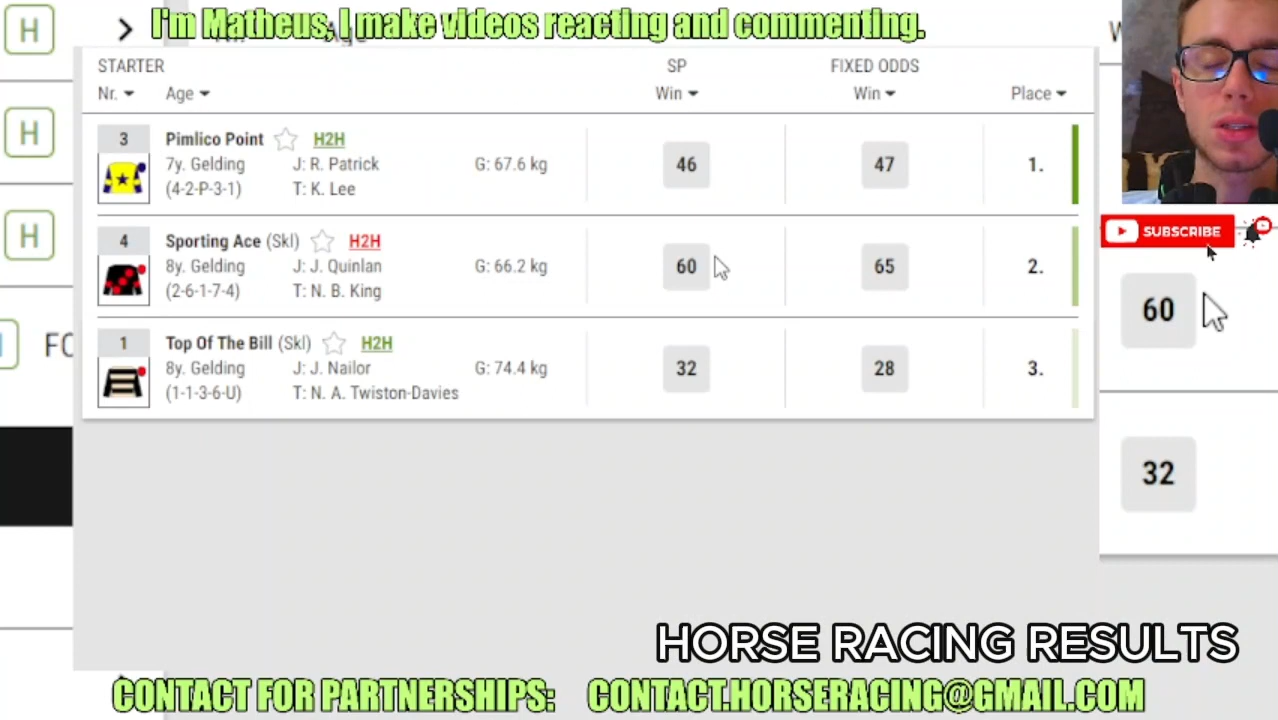 I'm Matheus, I make videos reacting and commenting.
STARTER SP FIXED ODDS
Nr. Age Win Win Place
3 Pimlico Point H2H
7y. Gelding J: R. Patrick G: 67.6 kg 46 47 1.
(4-2-P-3-1) T: K. Lee
4 Sporting Ace (Skl) H2H
8y. Gelding J: J. Quinlan G: 66.2 kg 60 65 2.
(2-6-1-7-4) T: N. B. King
1 Top Of The Bill (Skl) H2H
8y. Gelding J: J. Nailor G: 74.4 kg 32 28 3.
(1-1-3-6-U) T: N. A. Twiston-Davies
H
H
H
FO
SUBSCRIBE
60
32
HORSE RACING RESULTS
CONTACT FOR PARTNERSHIPS: CONTACT.HORSERACING@GMAIL.COM